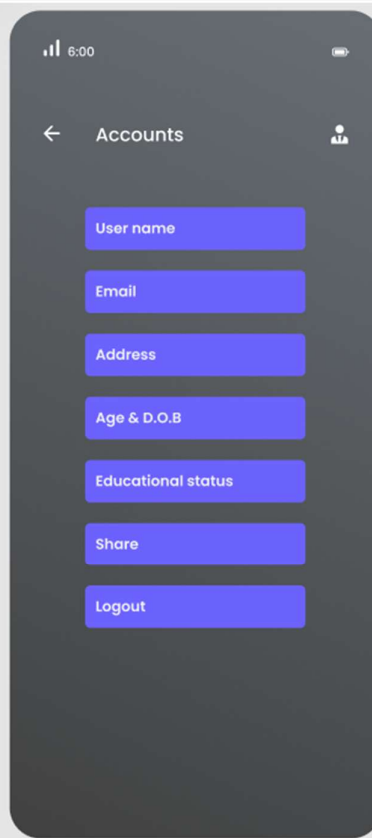 6:00
Accounts
User name
Email
Address
Age & D.O.B
Educational status
Share
Logout